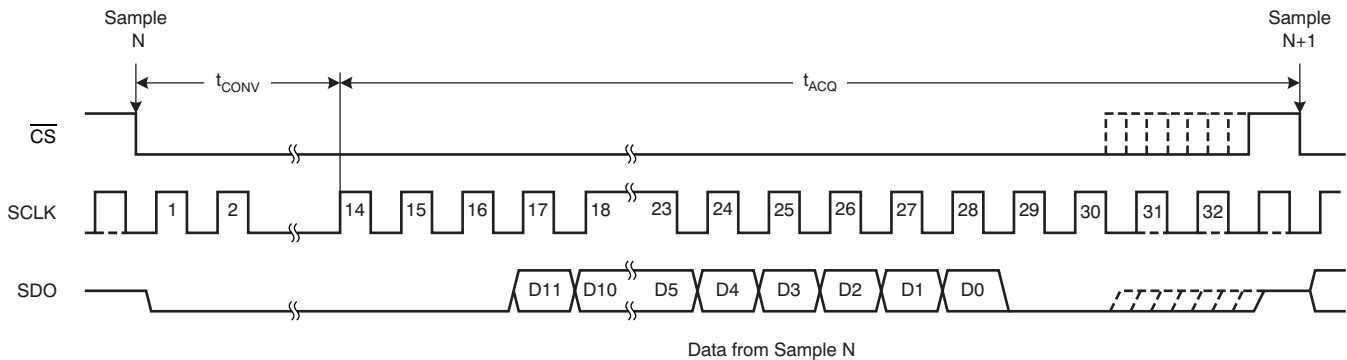 Sample
N
Sample
N+1
tCONV
tACQ
CS
SCLK
1 2 14 15 16 17 18 23 24 25 26 27 28 29 30 31 32
SDO
D11 D10 D5 D4 D3 D2 D1 D0
Data from Sample N